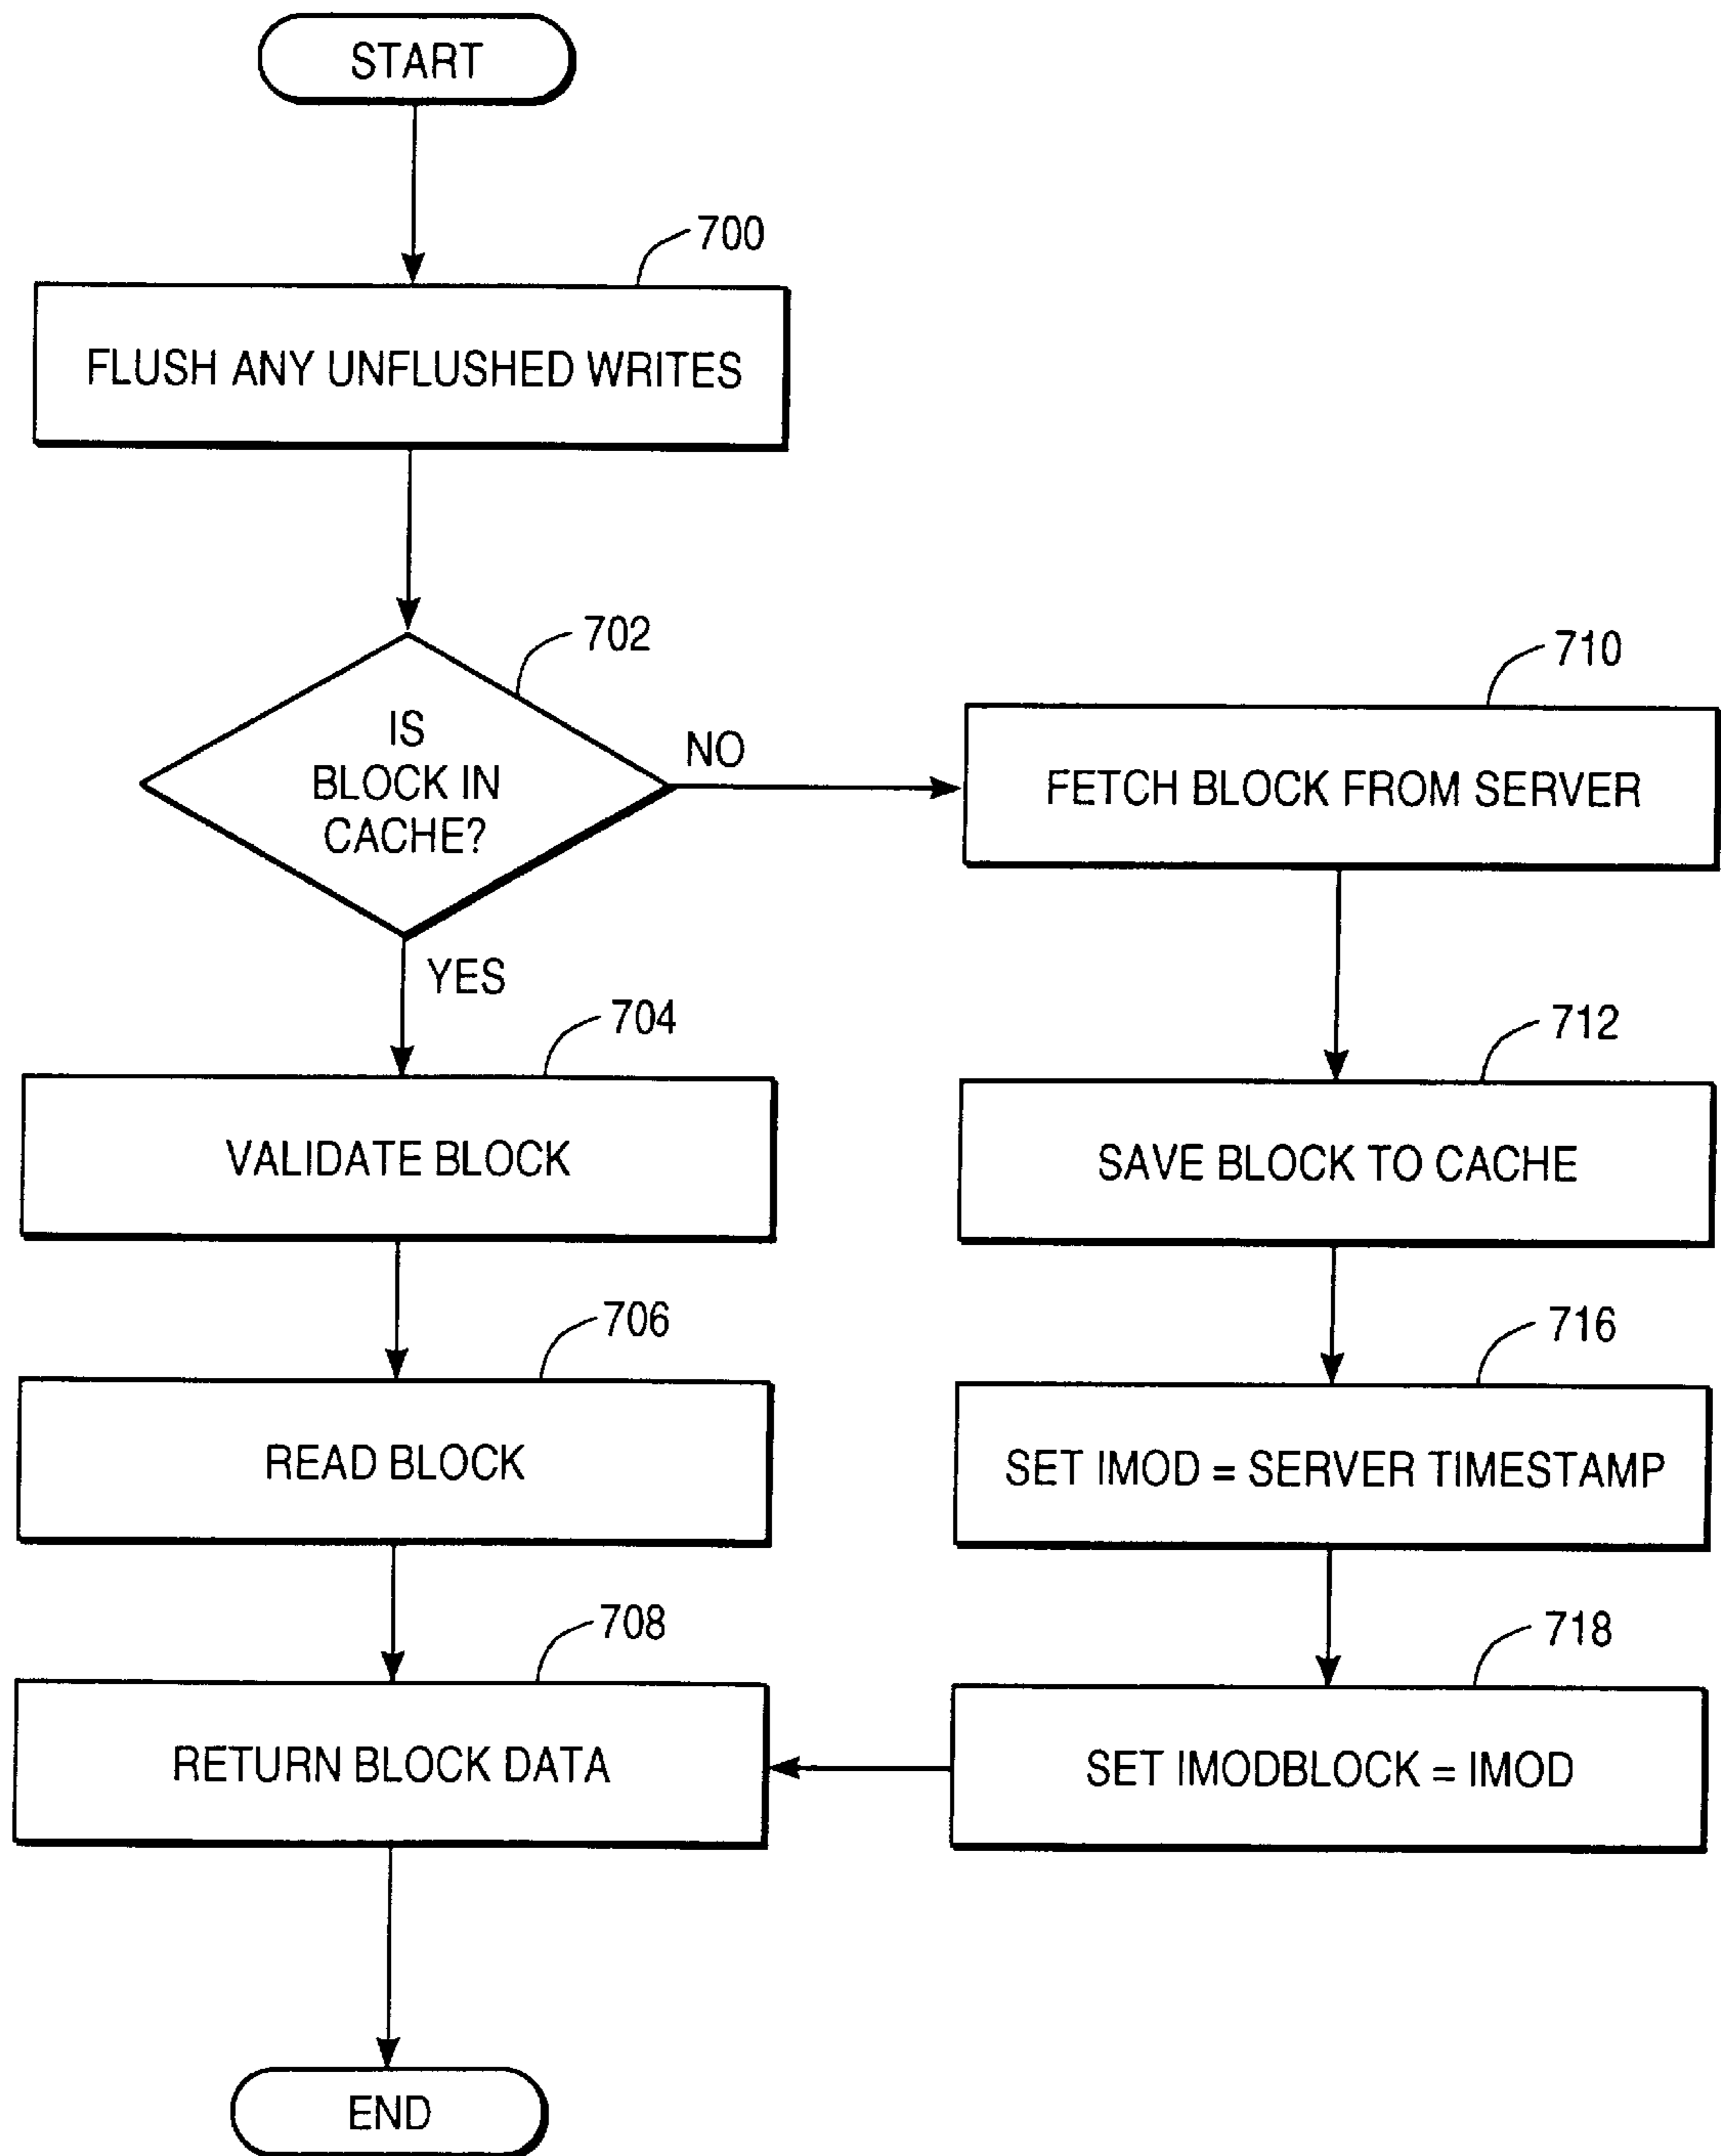 START
700
FLUSH ANY UNFLUSHED WRITES
702
IS
BLOCK IN
CACHE?
NO
YES
710
FETCH BLOCK FROM SERVER
704
VALIDATE BLOCK
712
SAVE BLOCK TO CACHE
706
READ BLOCK
716
SET IMOD = SERVER TIMESTAMP
708
RETURN BLOCK DATA
718
SET IMODBLOCK = IMOD
END